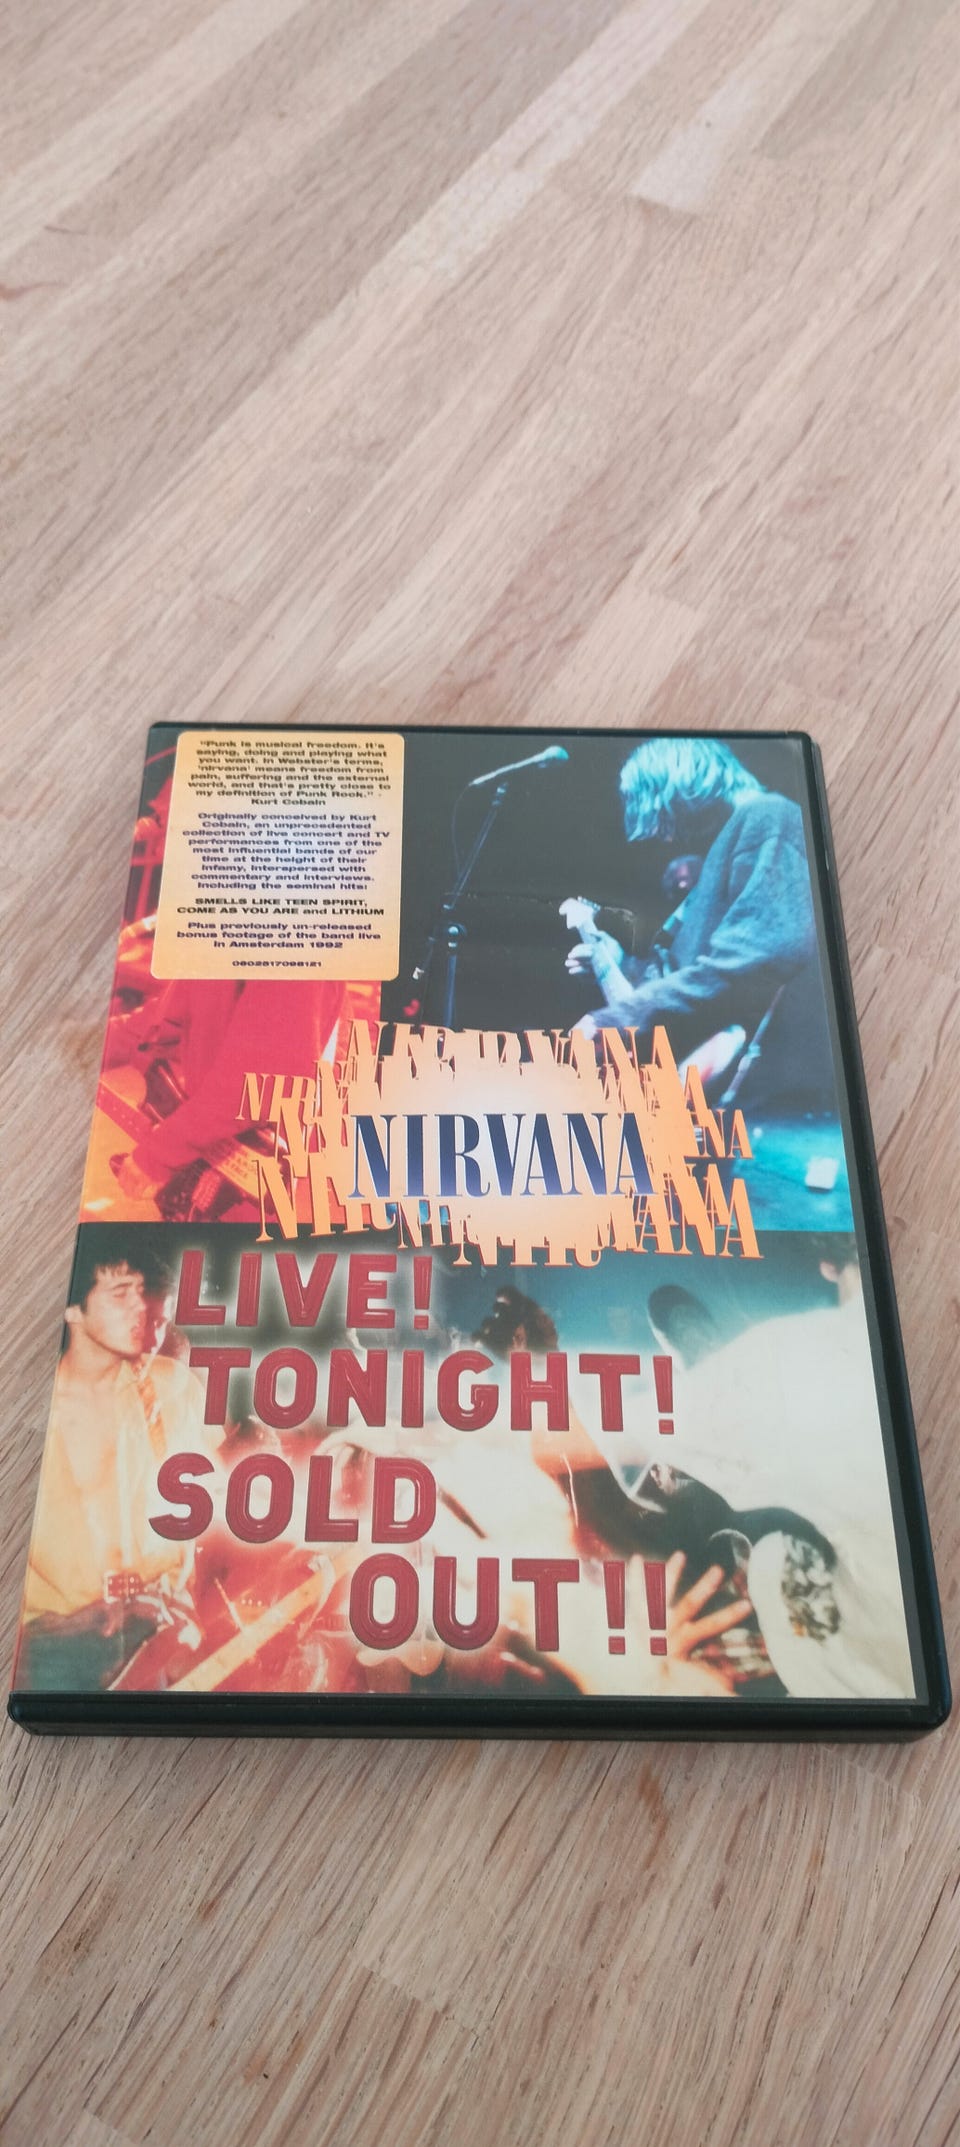 "Punk is musical freedom. It's
saying, doing and playing what
you want. In Webster's terms,
'nirvana' means freedom from
pain, suffering and the external
world, and that's pretty close to
my definition of Punk Rock." -
Kurt Cobain
Originally conceived by Kurt
Cobain, an unprecedented
collection of live concert and TV
performances from one of the
most influential bands of our
time at the height of their
infamy, interspersed with
commentary and interviews.
Including the seminal hits:
SMELLS LIKE TEEN SPIRIT,
COME AS YOU ARE and LITHIUM
Plus previously un-released
bonus footage of the band live
in Amsterdam 1992
0602517098121
NIRVANA
LIVE!
TONIGHT!
SOLD
OUT!!